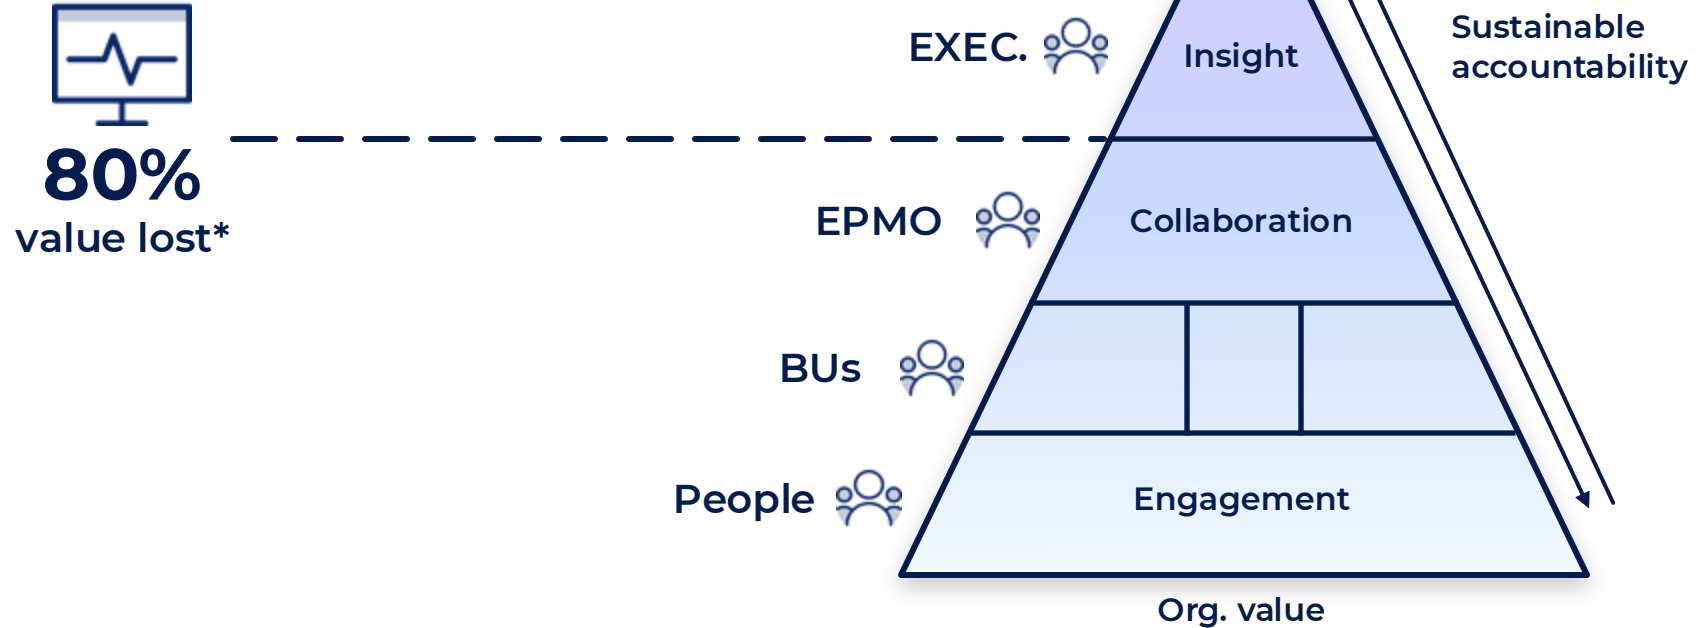 Sustainable
accountability
EXEC.
Insight
80%
value lost*
EPMO
Collaboration
BUs
People
Engagement
Org. value